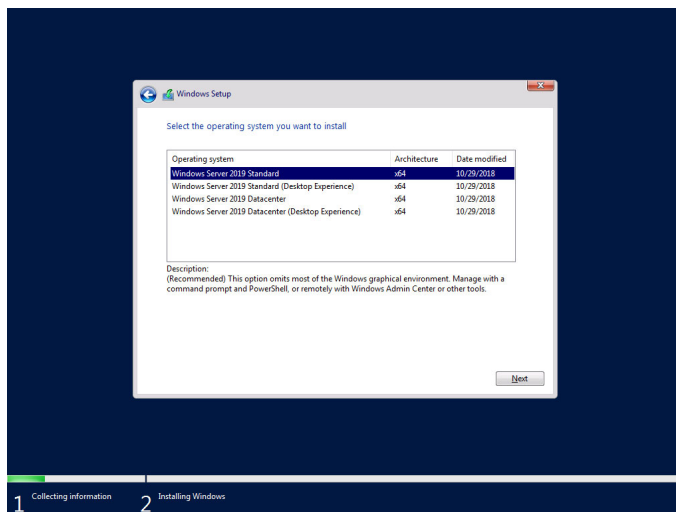 Windows Setup
Select the operating system you want to install
Operating system Architecture Date modified
Windows Server 2019 Standard x64 10/29/2018
Windows Server 2019 Standard (Desktop Experience) x64 10/29/2018
Windows Server 2019 Datacenter x64 10/29/2018
Windows Server 2019 Datacenter (Desktop Experience) x64 10/29/2018
Description:
(Recommended) This option omits most of the Windows graphical environment. Manage with a
command prompt and PowerShell, or remotely with Windows Admin Center or other tools.
Next
1 Collecting information 2 Installing Windows